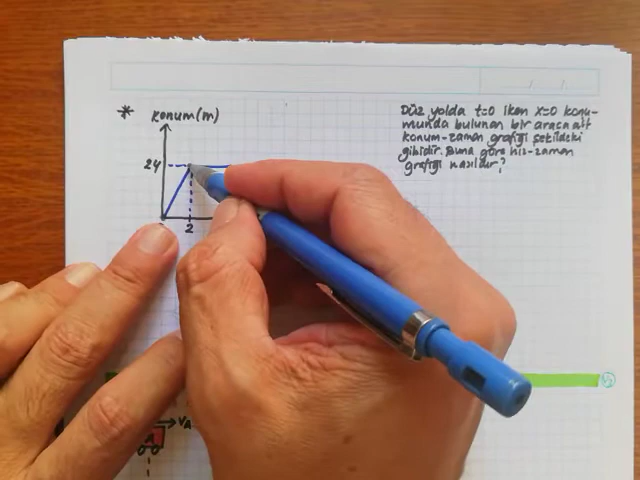 * konum(m)
24
2
Düz yolda t=0 iken x=0 konu-
munda bulunan bir araca ait
konum-zaman grafiği şekildeki
gibidir. Buna göre hız-zaman
grafiği nasıldır?
VA